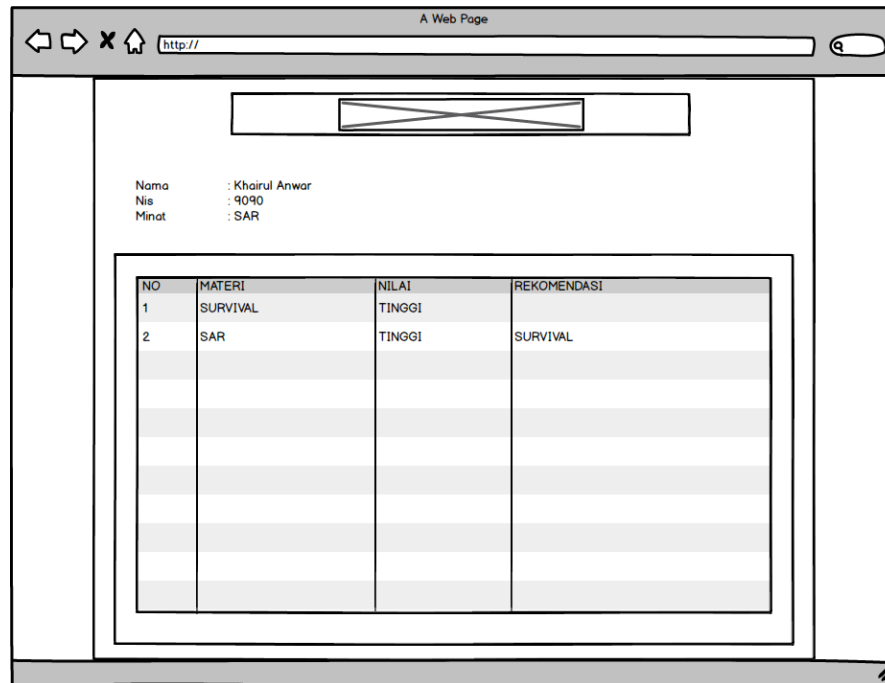 A Web Page
http://
Nama : Khairul Anwar
Nis : 9090
Minat : SAR
NO MATERI NILAI REKOMENDASI
1 SURVIVAL TINGGI
2 SAR TINGGI SURVIVAL